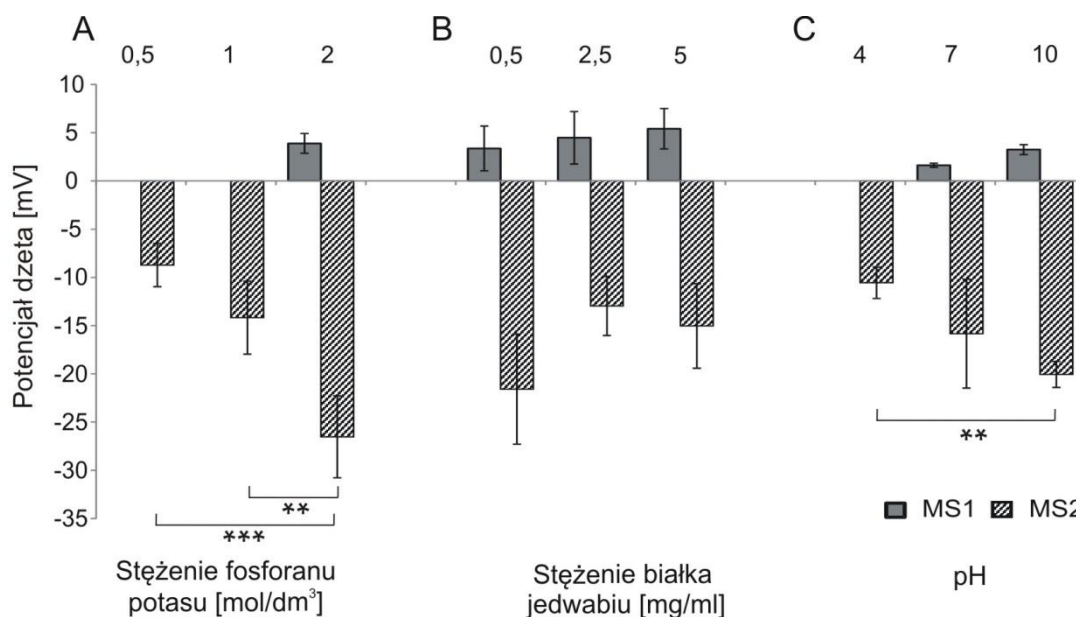 A B C
0,5 1 2 0,5 2,5 5 4 7 10
10
5
0
-5
-10
-15
-20
-25
-30
-35
Potencjał dzeta [mV]
**
***
**
MS1 MS2
Stężenie fosforanu
potasu [mol/dm³]
Stężenie białka
jedwabiu [mg/ml]
pH